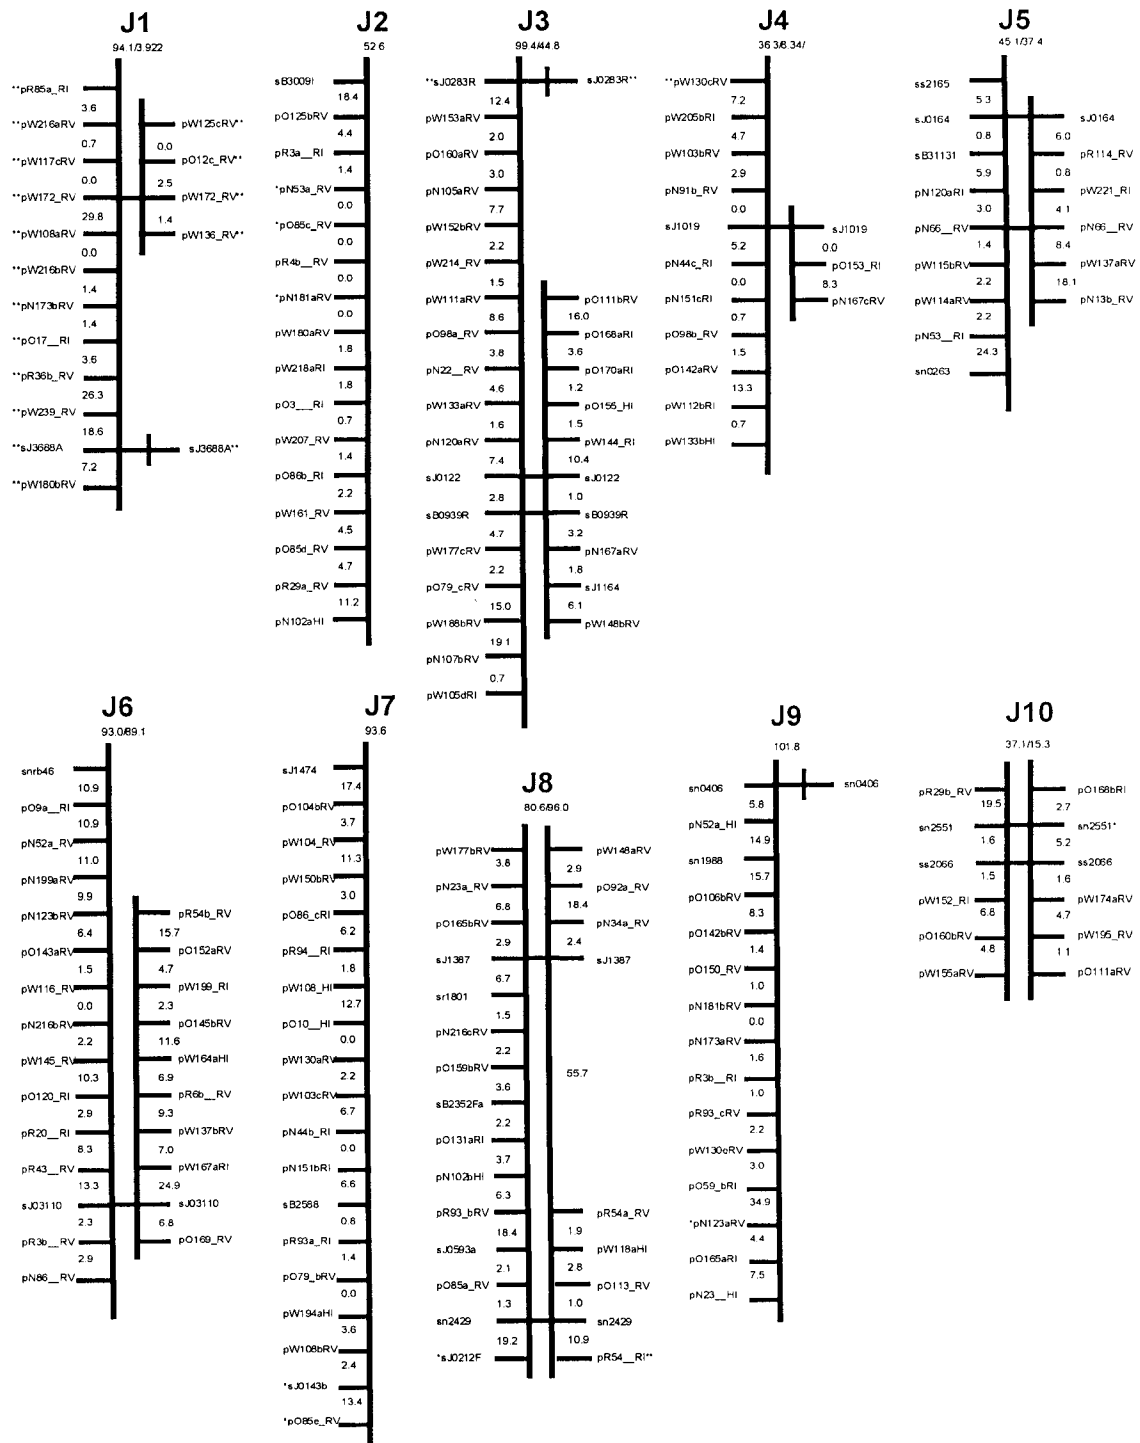 J1
94.1/3.922
**pR85a_RI
3.6
**pW216aRV
0.7
**pW117cRV
0.0
**pW172_RV
29.8
**pW108aRV
0.0
**pW216bRV
1.4
**pN173bRV
1.4
**pO17__RI
3.6
**pR36b_RV
26.3
**pW239_RV
18.6
**sJ3688A
7.2
**pW180bRV
pW125cRV**
0.0
pO12c_RV**
2.5
pW172_RV**
1.4
pW136_RV**
sJ3688A**
J2
52.6
sB3009I
18.4
pO125bRV
4.4
pR3a__RI
1.4
*pN53a_RV
0.0
*pO85c_RV
0.0
pR4b__RV
0.0
*pN181aRV
0.0
pW180aRV
1.8
pW218aRI
1.8
pO3___RI
0.7
pW207_RV
1.4
pO86b_RI
2.2
pW161_RV
4.5
pO85d_RV
4.7
pR29a_RV
11.2
pN102aHI
J3
99.4/44.8
**sJ0283R
12.4
pW153aRV
2.0
pO160aRV
3.0
pN105aRV
7.7
pW152bRV
2.2
pW214_RV
1.5
pW111aRV
8.6
pO98a_RV
3.8
pN22__RV
4.6
pW133aRV
1.6
pN120aRV
7.4
sJ0122
2.8
sB0939R
4.7
pW177cRV
2.2
pO79_cRV
15.0
pW188bRV
19.1
pN107bRV
0.7
pW105dRI
sJ0283R**
pO111bRV
16.0
pO168aRI
3.6
pO170aRI
1.2
pO155_HI
1.5
pW144_RI
10.4
sJ0122
1.0
sB0939R
3.2
pN167aRV
1.8
sJ1164
6.1
pW148bRV
J4
36.3/8.34/
**pW130cRV
7.2
pW205bRI
4.7
pW103bRV
2.9
pN91b_RV
0.0
sJ1019
5.2
pN44c_RI
0.0
pN151cRI
0.7
pO98b_RV
1.5
pO142aRV
13.3
pW112bRI
0.7
pW133bHI
sJ1019
0.0
pO153_RI
8.3
pN167cRV
J5
45.1/37.4
ss2165
5.3
sJ0164
0.8
sB31131
5.9
pN120aRI
3.0
pN66__RV
1.4
pW115bRV
2.2
pW114aRV
2.2
pN53__RI
24.3
sn0263
sJ0164
6.0
pR114_RV
0.8
pW221_RI
4.1
pN66__RV
8.4
pW137aRV
18.1
pN13b_RV
J6
93.0/89.1
snrb46
10.9
pO9a__RI
10.9
pN52a_RV
11.0
pN199aRV
9.9
pN123bRV
6.4
pO143aRV
1.5
pW116_RV
0.0
pN216bRV
2.2
pW145_RV
10.3
pO120_RI
2.9
pR20__RI
8.3
pR43__RV
13.3
sJ03110
2.3
pR3b__RV
2.9
pN86__RV
pR54b_RV
15.7
pO152aRV
4.7
pW199_RI
2.3
pO145bRV
11.6
pW164aHI
6.9
pR6b__RV
9.3
pW137bRV
7.0
pW167aRI
24.9
sJ03110
6.8
pO169_RV
J7
93.6
sJ1474
17.4
pO104bRV
3.7
pW104_RV
11.3
pW150bRV
3.0
pO86_cRI
6.2
pR94__RI
1.8
pW108_HI
12.7
pO10__HI
0.0
pW130aRV
2.2
pW103cRV
6.7
pN44b_RI
0.0
pN151bRI
6.6
sB2568
0.8
pR93a_RI
1.4
pO79_bRV
0.0
pW194aHI
3.6
pW108bRV
2.4
*sJ0143b
13.4
*pO85e_RV
J8
80.6/96.0
pW177bRV
3.8
pN23a_RV
6.8
pO165bRV
2.9
sJ1387
6.7
sr1801
1.5
pN216cRV
2.2
pO159bRV
3.6
sB2352Fa
2.2
pO131aRI
3.7
pN102bHI
6.3
pR93_bRV
18.4
sJ0593a
2.1
pO85a_RV
1.3
sn2429
19.2
*sJ0212F
pW148aRV
2.9
pO92a_RV
18.4
pN34a_RV
2.4
sJ1387
55.7
pR54a_RV
1.9
pW118aHI
2.8
pO113_RV
1.0
sn2429
10.9
pR54__RI**
J9
101.8
sn0406
5.8
pN52a_HI
14.9
sn1988
15.7
pO106bRV
8.3
pO142bRV
1.4
pO150_RV
1.0
pN181bRV
0.0
pN173aRV
1.6
pR3b__RI
1.0
pR93_cRV
2.2
pW130eRV
3.0
pO59_bRI
34.9
*pN123aRV
4.4
pO165aRI
7.5
pN23__HI
sn0406
J10
37.1/15.3
pR29b_RV
19.5
sn2551
1.6
ss2066
1.5
pW152_RI
6.8
pO160bRV
4.8
pW155aRV
pO168bRI
2.7
sn2551*
5.2
ss2066
1.6
pW174aRV
4.7
pW195_RV
1.1
pO111aRV